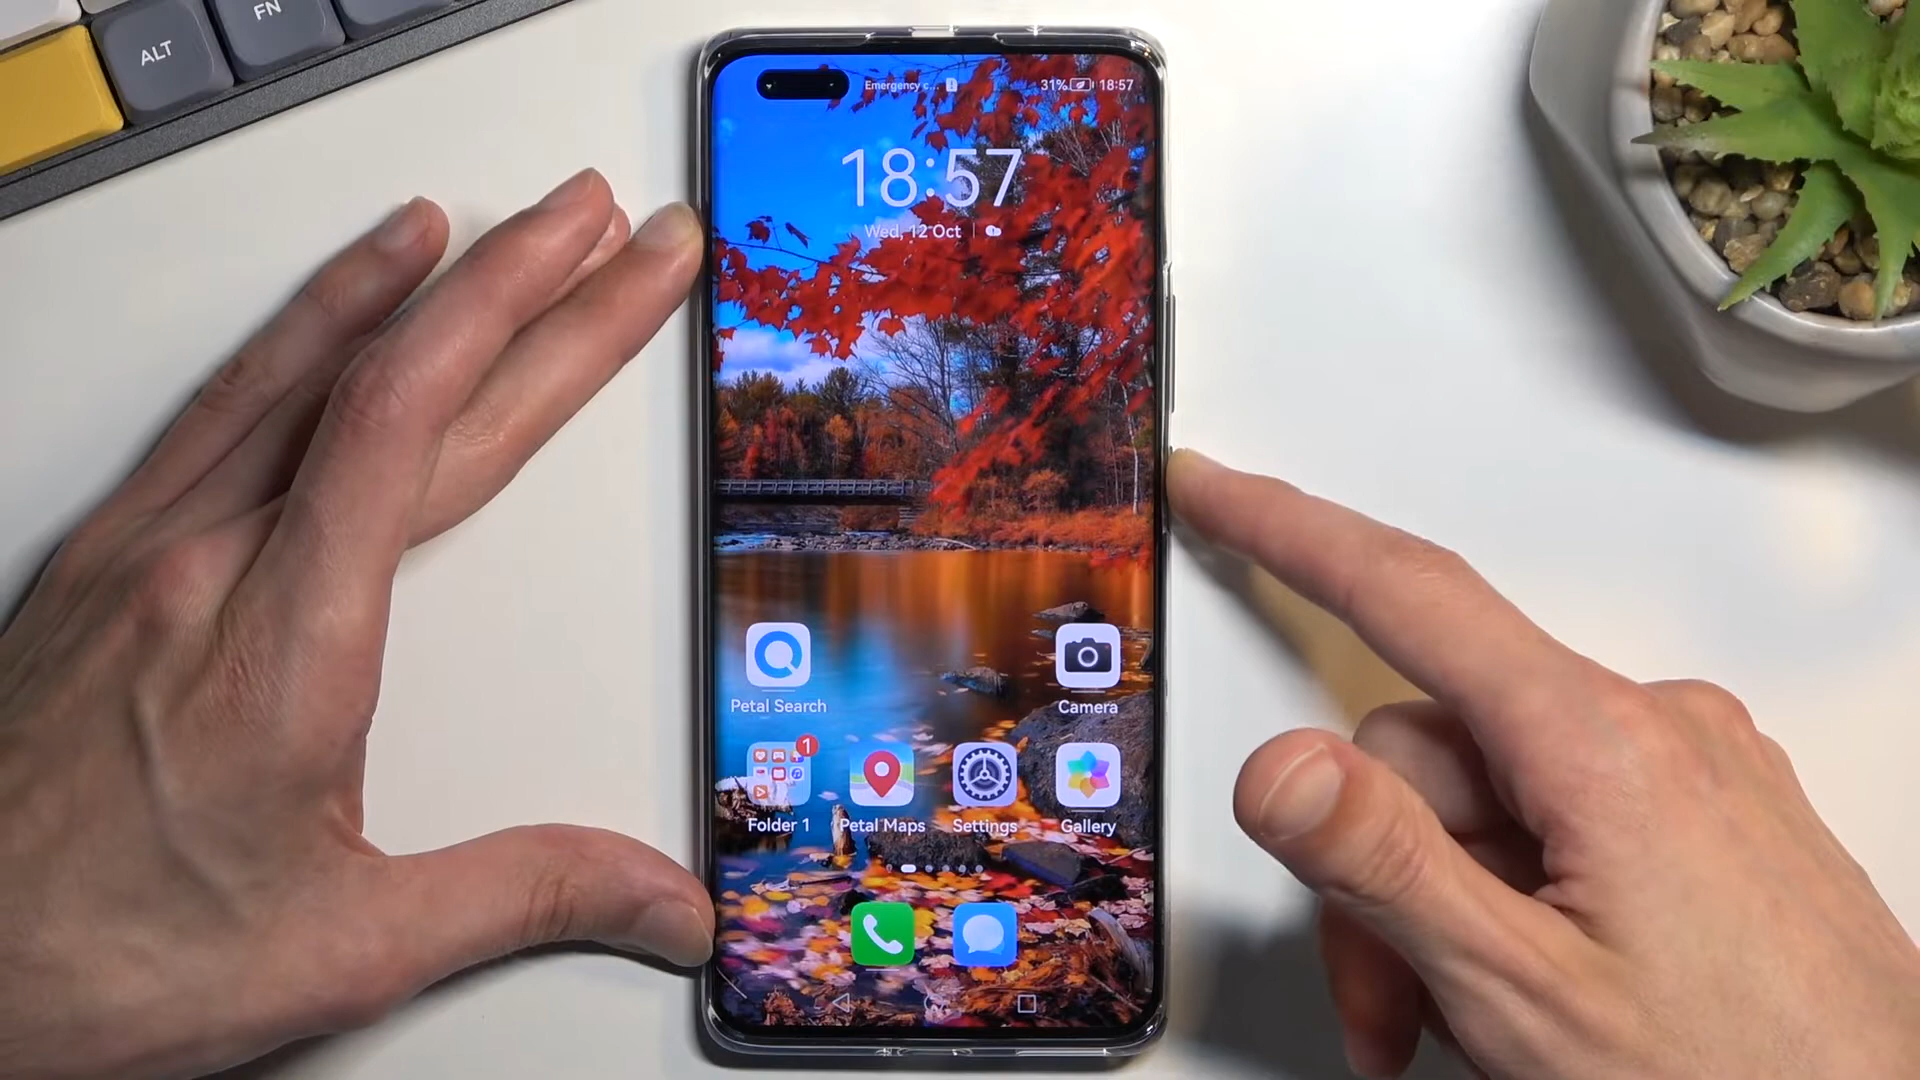 ALT
FN
Emergency c...
31%
18:57
18:57
Wed, 12 Oct
Petal Search
Camera
1
Folder 1
Petal Maps
Settings
Gallery